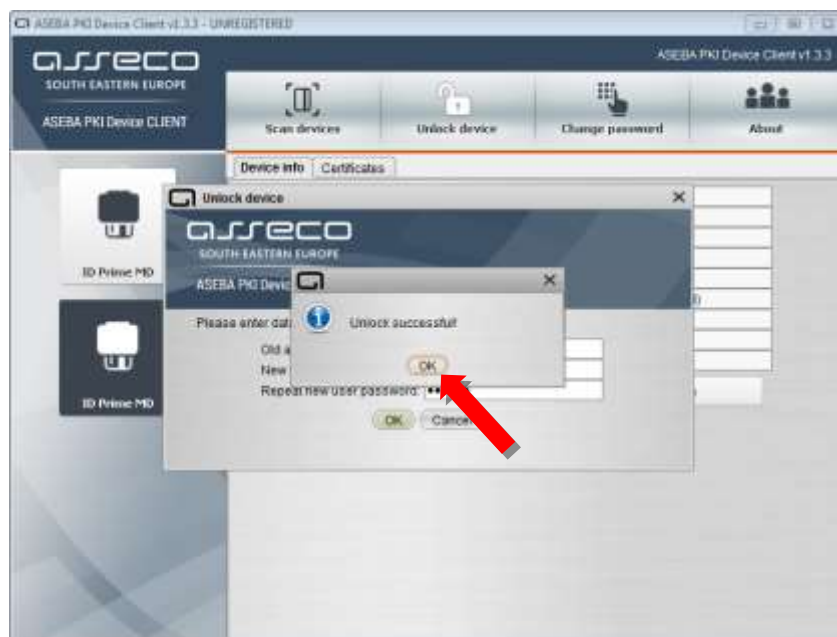 ASEBA PKI Device Client v1.3.3 - UNREGISTERED
asseco
SOUTH EASTERN EUROPE
ASEBA PKI Device CLIENT
ASEBA PKI Device Client v1.3.3
Scan devices
Unlock device
Change password
About
Device info
Certificates
ID Prime MD
ID Prime MD
Unlock device
asseco
SOUTH EASTERN EUROPE
ASEBA PKI Devic
Please enter dat
Old a
New
Repeat new user password:
OK
Cancel
Unlock successful!
OK